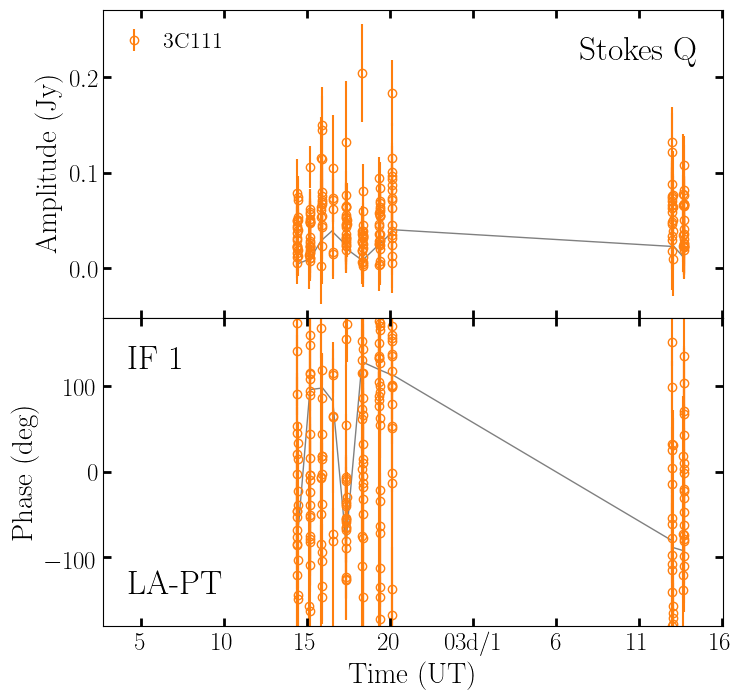 3C111
Stokes Q
0.2
0.1
0.0
Amplitude (Jy)
IF 1
100
0
−100
Phase (deg)
LA-PT
5 10 15 20 03d/1 6 11 16
Time (UT)